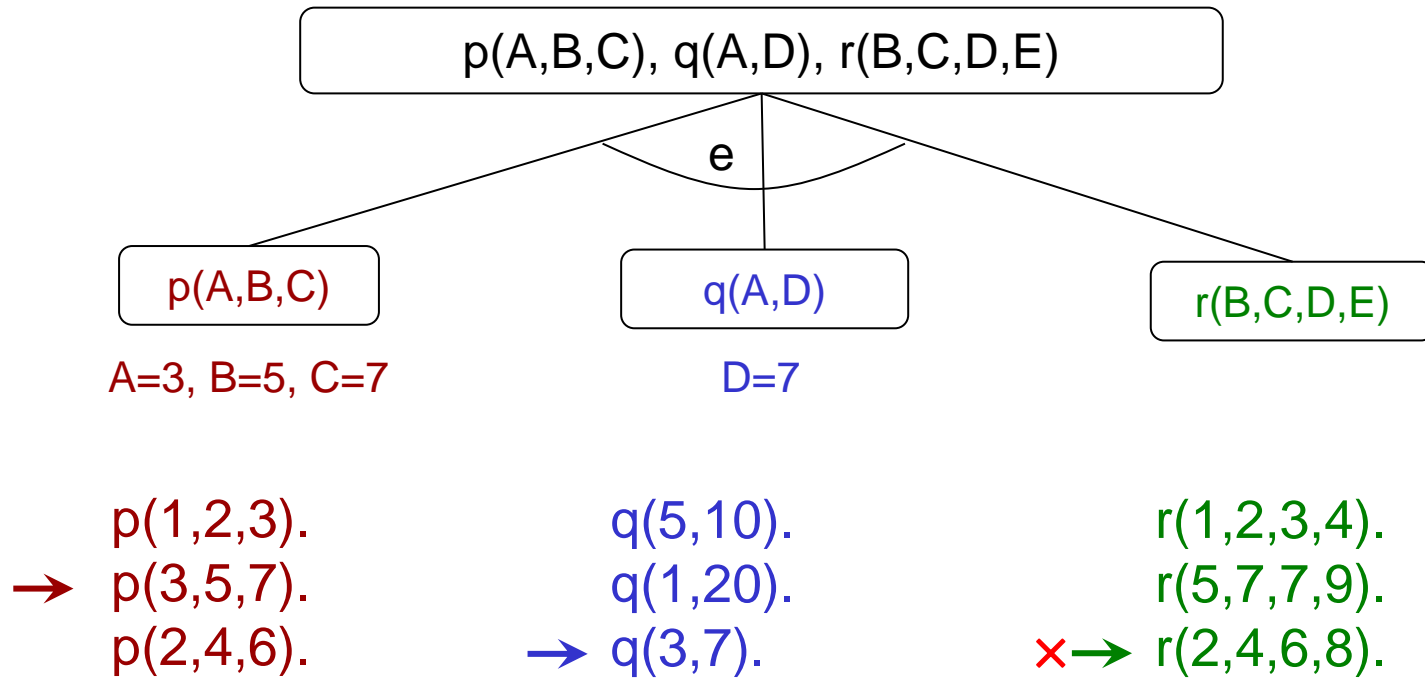 p(A,B,C), q(A,D), r(B,C,D,E)
e
p(A,B,C)
q(A,D)
r(B,C,D,E)
A=3, B=5, C=7
D=7
p(1,2,3).
q(5,10).
r(1,2,3,4).
p(3,5,7).
q(1,20).
r(5,7,7,9).
p(2,4,6).
q(3,7).
r(2,4,6,8).